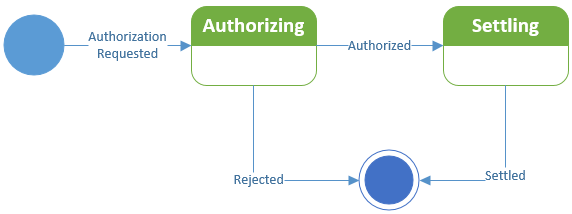 Authorizing
Settling
Authorization
Requested
Authorized
Rejected
Settled